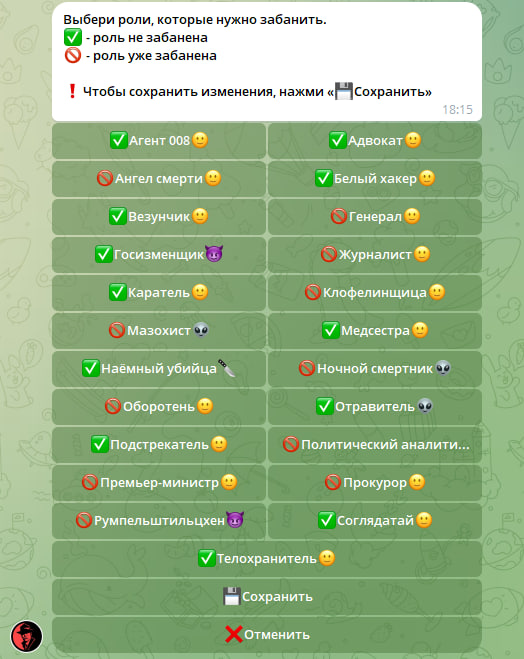 Выбери роли, которые нужно забанить.
✅ - роль не забанена
🚫 - роль уже забанена
❗ Чтобы сохранить изменения, нажми «💾Сохранить»
18:15
✅Агент 008🙂
✅Адвокат🙂
🚫Ангел смерти🙂
✅Белый хакер🙂
✅Везунчик🙂
🚫Генерал🙂
✅Госизменщик😈
🚫Журналист🙂
✅Каратель🙂
🚫Клофелинщица🙂
🚫Мазохист👽
✅Медсестра🙂
✅Наёмный убийца🔪
🚫Ночной смертник👽
🚫Оборотень🙂
✅Отравитель👽
✅Подстрекатель🙂
🚫Политический аналити...
🚫Премьер-министр🙂
🚫Прокурор🙂
🚫Румпельштильцхен😈
✅Соглядатай🙂
✅Телохранитель🙂
💾Сохранить
❌Отменить